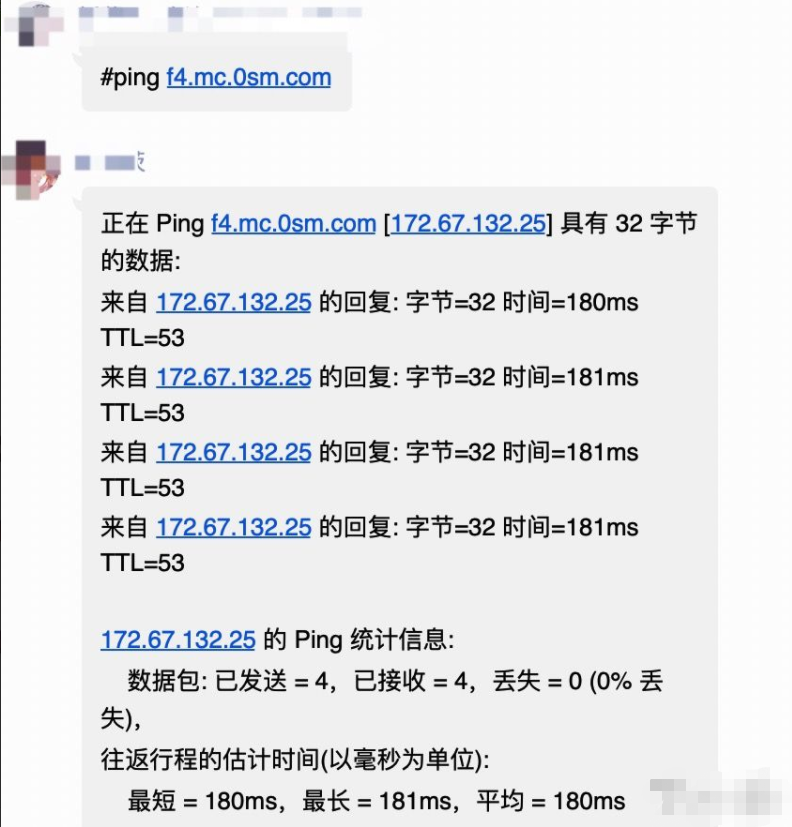 #ping f4.mc.0sm.com
正在 Ping f4.mc.0sm.com [172.67.132.25] 具有 32 字节
的数据:
来自 172.67.132.25 的回复: 字节=32 时间=180ms
TTL=53
来自 172.67.132.25 的回复: 字节=32 时间=181ms
TTL=53
来自 172.67.132.25 的回复: 字节=32 时间=181ms
TTL=53
来自 172.67.132.25 的回复: 字节=32 时间=181ms
TTL=53
172.67.132.25 的 Ping 统计信息:
数据包: 已发送 = 4，已接收 = 4，丢失 = 0 (0% 丢
失)，
往返行程的估计时间(以毫秒为单位):
最短 = 180ms，最长 = 181ms，平均 = 180ms